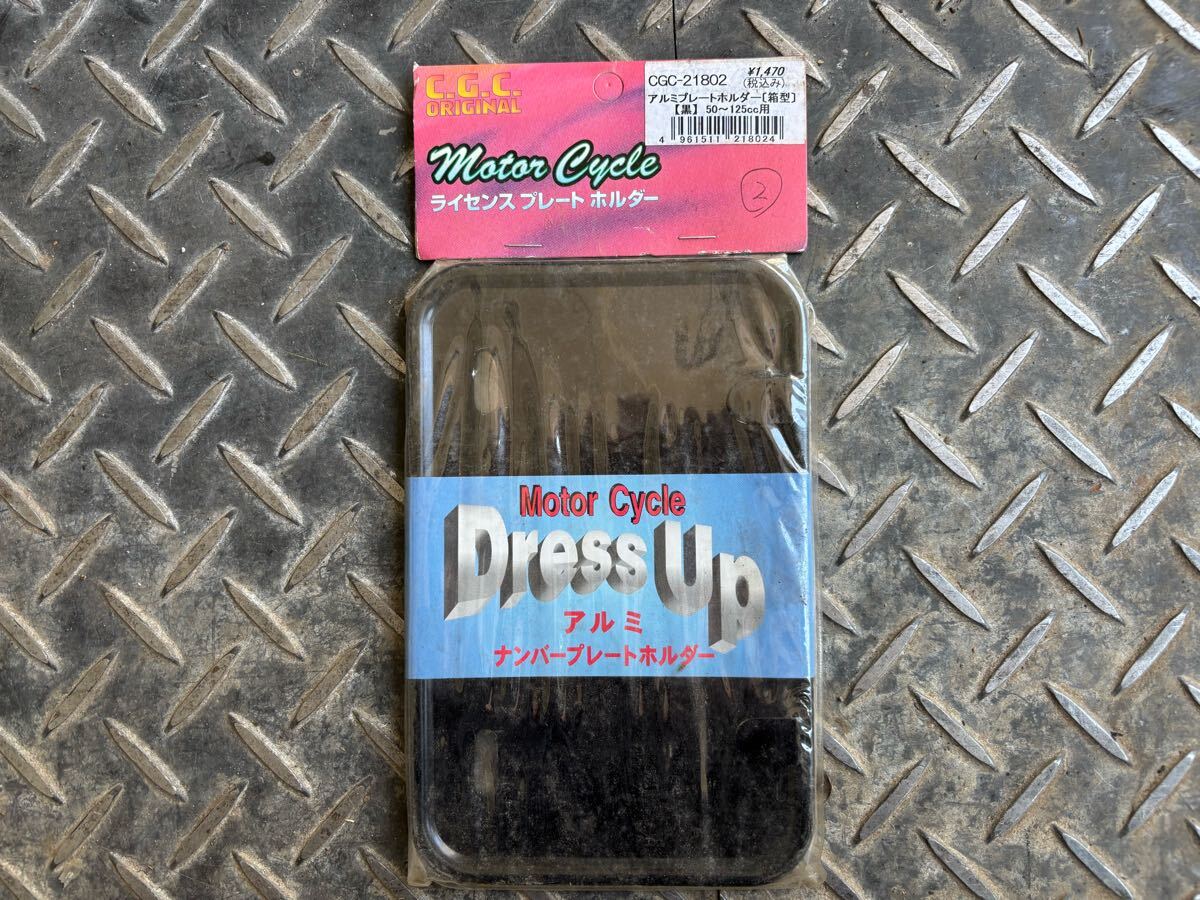 C.G.C.
ORIGINAL
CGC-21802
¥1,470
(税込み)
アルミプレートホルダー[箱型]
【黒】50〜125cc用
4 961511 218024
Motor Cycle
ライセンス プレート ホルダー
2
Motor Cycle
Dress Up
アルミ
ナンバープレートホルダー